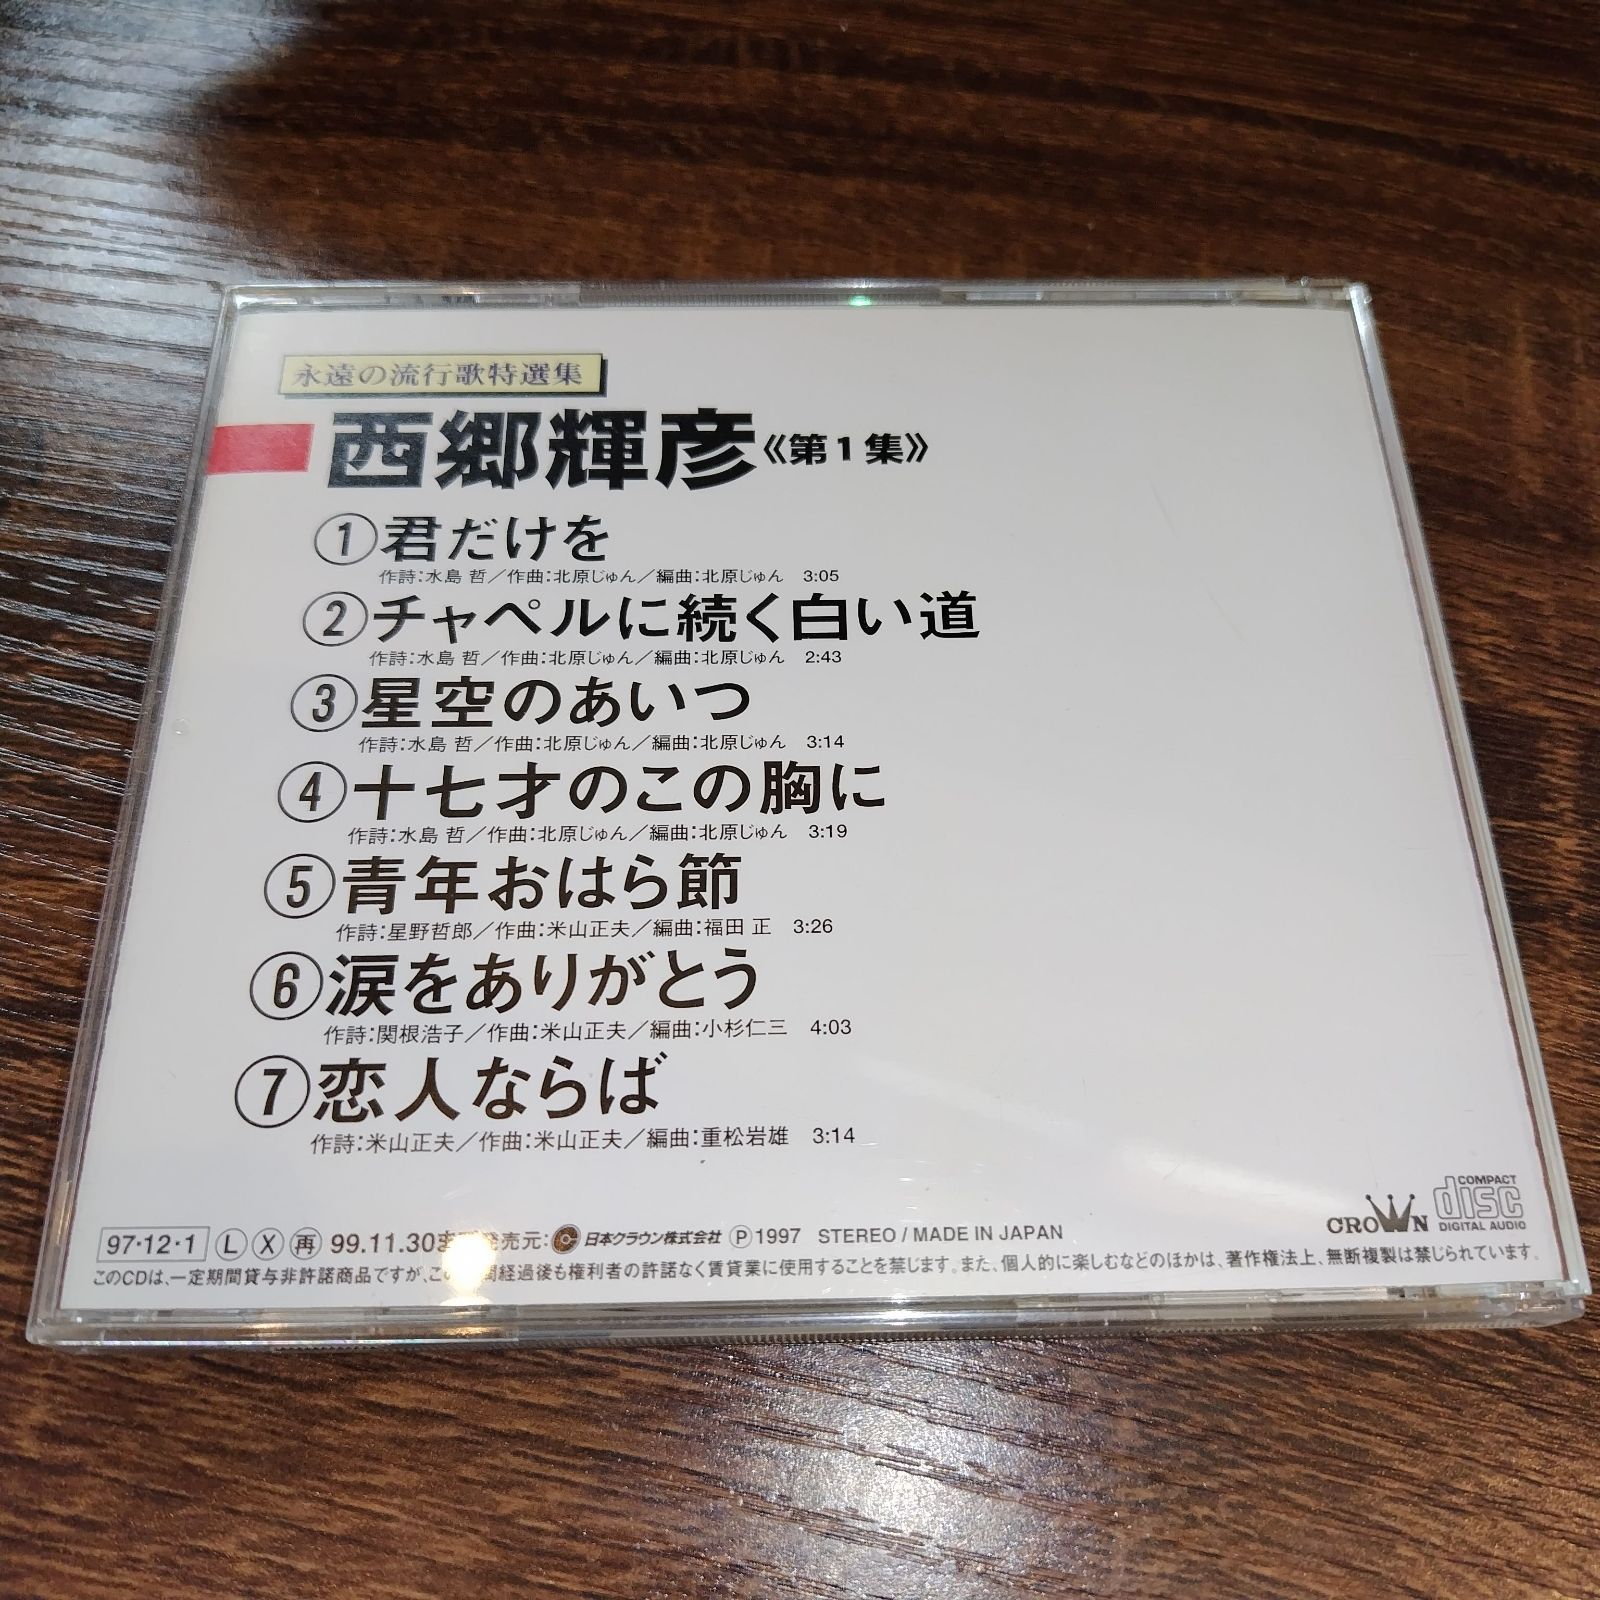 永遠の流行歌特選集
西郷輝彦《第1集》
①君だけを
作詩:水島 哲／作曲:北原じゅん／編曲:北原じゅん 3:05
②チャペルに続く白い道
作詩:水島 哲／作曲:北原じゅん／編曲:北原じゅん 2:43
③星空のあいつ
作詩:水島 哲／作曲:北原じゅん／編曲:北原じゅん 3:14
④十七才のこの胸に
作詩:水島 哲／作曲:北原じゅん／編曲:北原じゅん 3:19
⑤青年おはら節
作詩:星野哲郎／作曲:米山正夫／編曲:福田 正 3:26
⑥涙をありがとう
作詩:関根浩子／作曲:米山正夫／編曲:小杉仁三 4:03
⑦恋人ならば
作詩:米山正夫／作曲:米山正夫／編曲:重松岩雄 3:14
COMPACT
disc
DIGITAL AUDIO
CROWN
97・12・1 Ⓛ Ⓧ ㊢ 99.11.30 発売元: 日本クラウン株式会社 Ⓟ1997 STEREO / MADE IN JAPAN
このCDは、一定期間貸与非許諾商品ですが、この 間経過後も権利者の許諾なく賃貸業に使用することを禁じます。また、個人的に楽しむなどのほかは、著作権法上、無断複製は禁じられています。